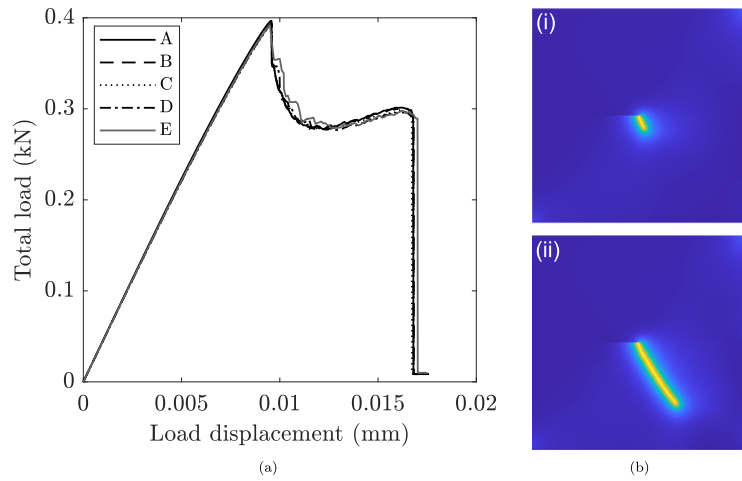 0.4
0.3
0.2
0.1
0
Total load (kN)
A
B
C
D
E
0 0.005 0.01 0.015 0.02
Load displacement (mm)
(a)
(i)
(ii)
(b)